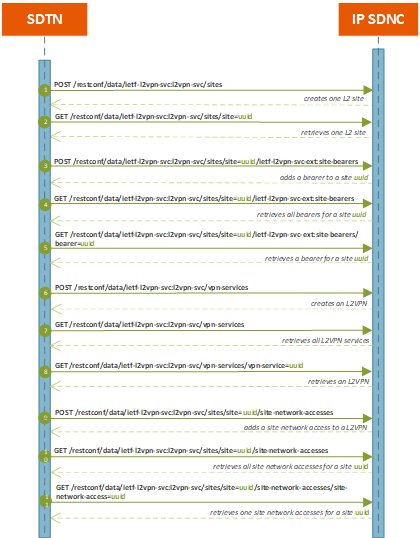 SDTN
IP SDNC
1
POST /restconf/data/ietf-l2vpn-svc:l2vpn-svc/sites
creates one L2 site
2
GET /restconf/data/ietf-l2vpn-svc:l2vpn-svc/sites/site=uuid
retrieves one L2 site
3
POST /restconf/data/ietf-l2vpn-svc:l2vpn-svc/sites/site=uuid/ietf-l2vpn-svc-ext:site-bearers
adds a bearer to a site uuid
4
GET /restconf/data/ietf-l2vpn-svc:l2vpn-svc/sites/site=uuid/ietf-l2vpn-svc-ext:site-bearers
retrieves all bearers for a site uuid
GET /restconf/data/ietf-l2vpn-svc:l2vpn-svc/sites/site=uuid/ietf-l2vpn-svc-ext:site-bearers/
5
bearer=uuid
retrieves a bearer for a site uuid
6
POST /restconf/data/ietf-l2vpn-svc:l2vpn-svc/vpn-services
creates an L2VPN
7
GET /restconf/data/ietf-l2vpn-svc:l2vpn-svc/vpn-services
retrieves all L2VPN services
8
GET /restconf/data/ietf-l2vpn-svc:l2vpn-svc/vpn-services/vpn-service=uuid
retrieves an L2VPN
9
POST /restconf/data/ietf-l2vpn-svc:l2vpn-svc/sites/site=uuid/site-network-accesses
adds a site network access to a L2VPN
GET /restconf/data/ietf-l2vpn-svc:l2vpn-svc/sites/site=uuid/site-network-accesses
retrieves all site network accesses for a site uuid
GET /restconf/data/ietf-l2vpn-svc:l2vpn-svc/sites/site=uuid/site-network-accesses/site-
network-access=uuid
retrieves one site network accesses for a site uuid